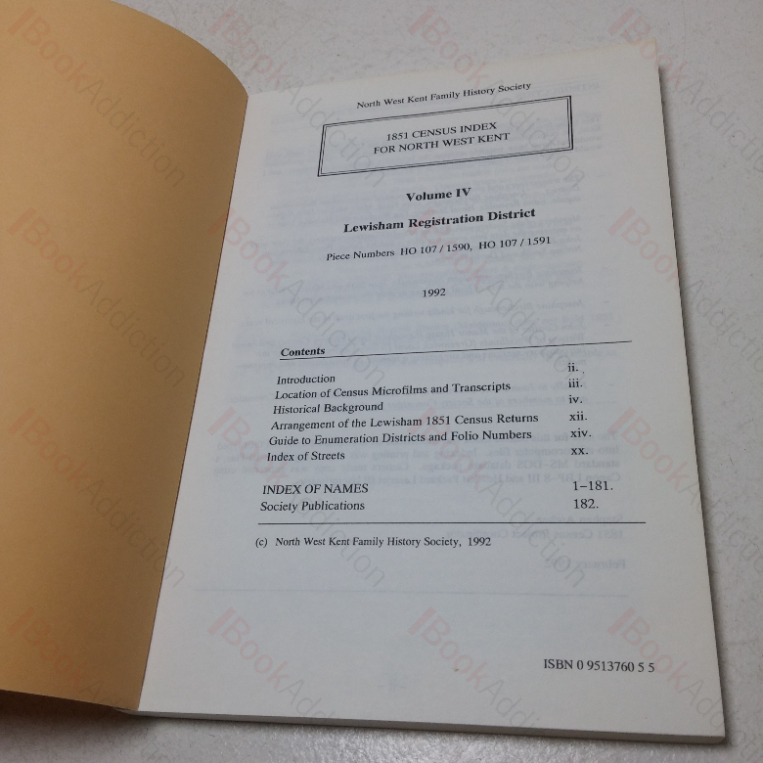 North West Kent Family History Society
1851 CENSUS INDEX
FOR NORTH WEST KENT
Volume IV
Lewisham Registration District
Piece Numbers HO 107 / 1590, HO 107 / 1591
1992
Contents
Introduction ii.
Location of Census Microfilms and Transcripts iii.
Historical Background iv.
Arrangement of the Lewisham 1851 Census Returns xii.
Guide to Enumeration Districts and Folio Numbers xiv.
Index of Streets xx.
INDEX OF NAMES 1-181.
Society Publications 182.
(c) North West Kent Family History Society, 1992
ISBN 0 9513760 5 5
BookAddiction